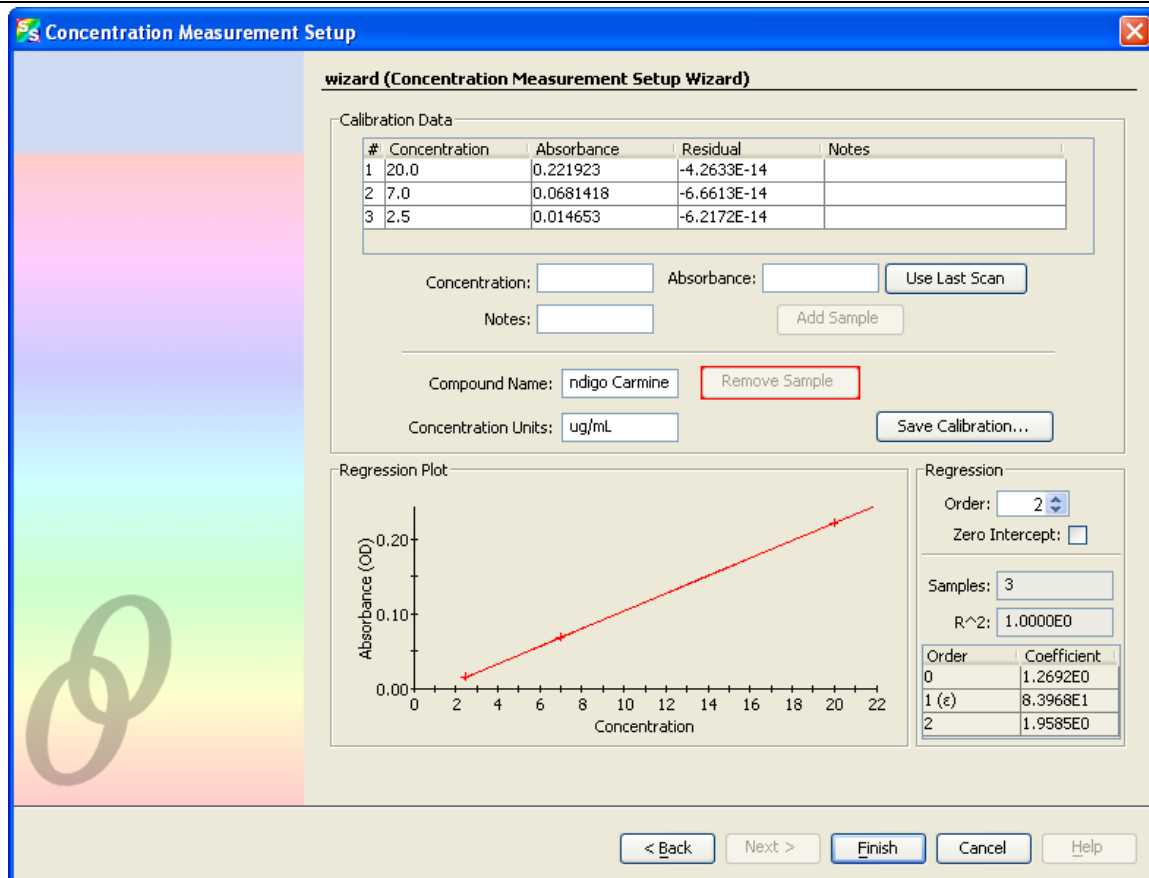 Concentration Measurement Setup
wizard (Concentration Measurement Setup Wizard)
Calibration Data
# Concentration Absorbance Residual Notes
1 20.0 0.221923 -4.2633E-14
2 7.0 0.0681418 -6.6613E-14
3 2.5 0.014653 -6.2172E-14
Concentration: Absorbance: Use Last Scan
Notes: Add Sample
Compound Name: ndigo Carmine Remove Sample
Concentration Units: ug/mL Save Calibration...
Regression Plot
Absorbance (OD)
0.20
0.10
0.00
0 2 4 6 8 10 12 14 16 18 20 22
Concentration
Regression
Order: 2
Zero Intercept:
Samples: 3
R^2: 1.0000E0
Order Coefficient
0 1.2692E0
1 (ε) 8.3968E1
2 1.9585E0
< Back Next > Finish Cancel Help